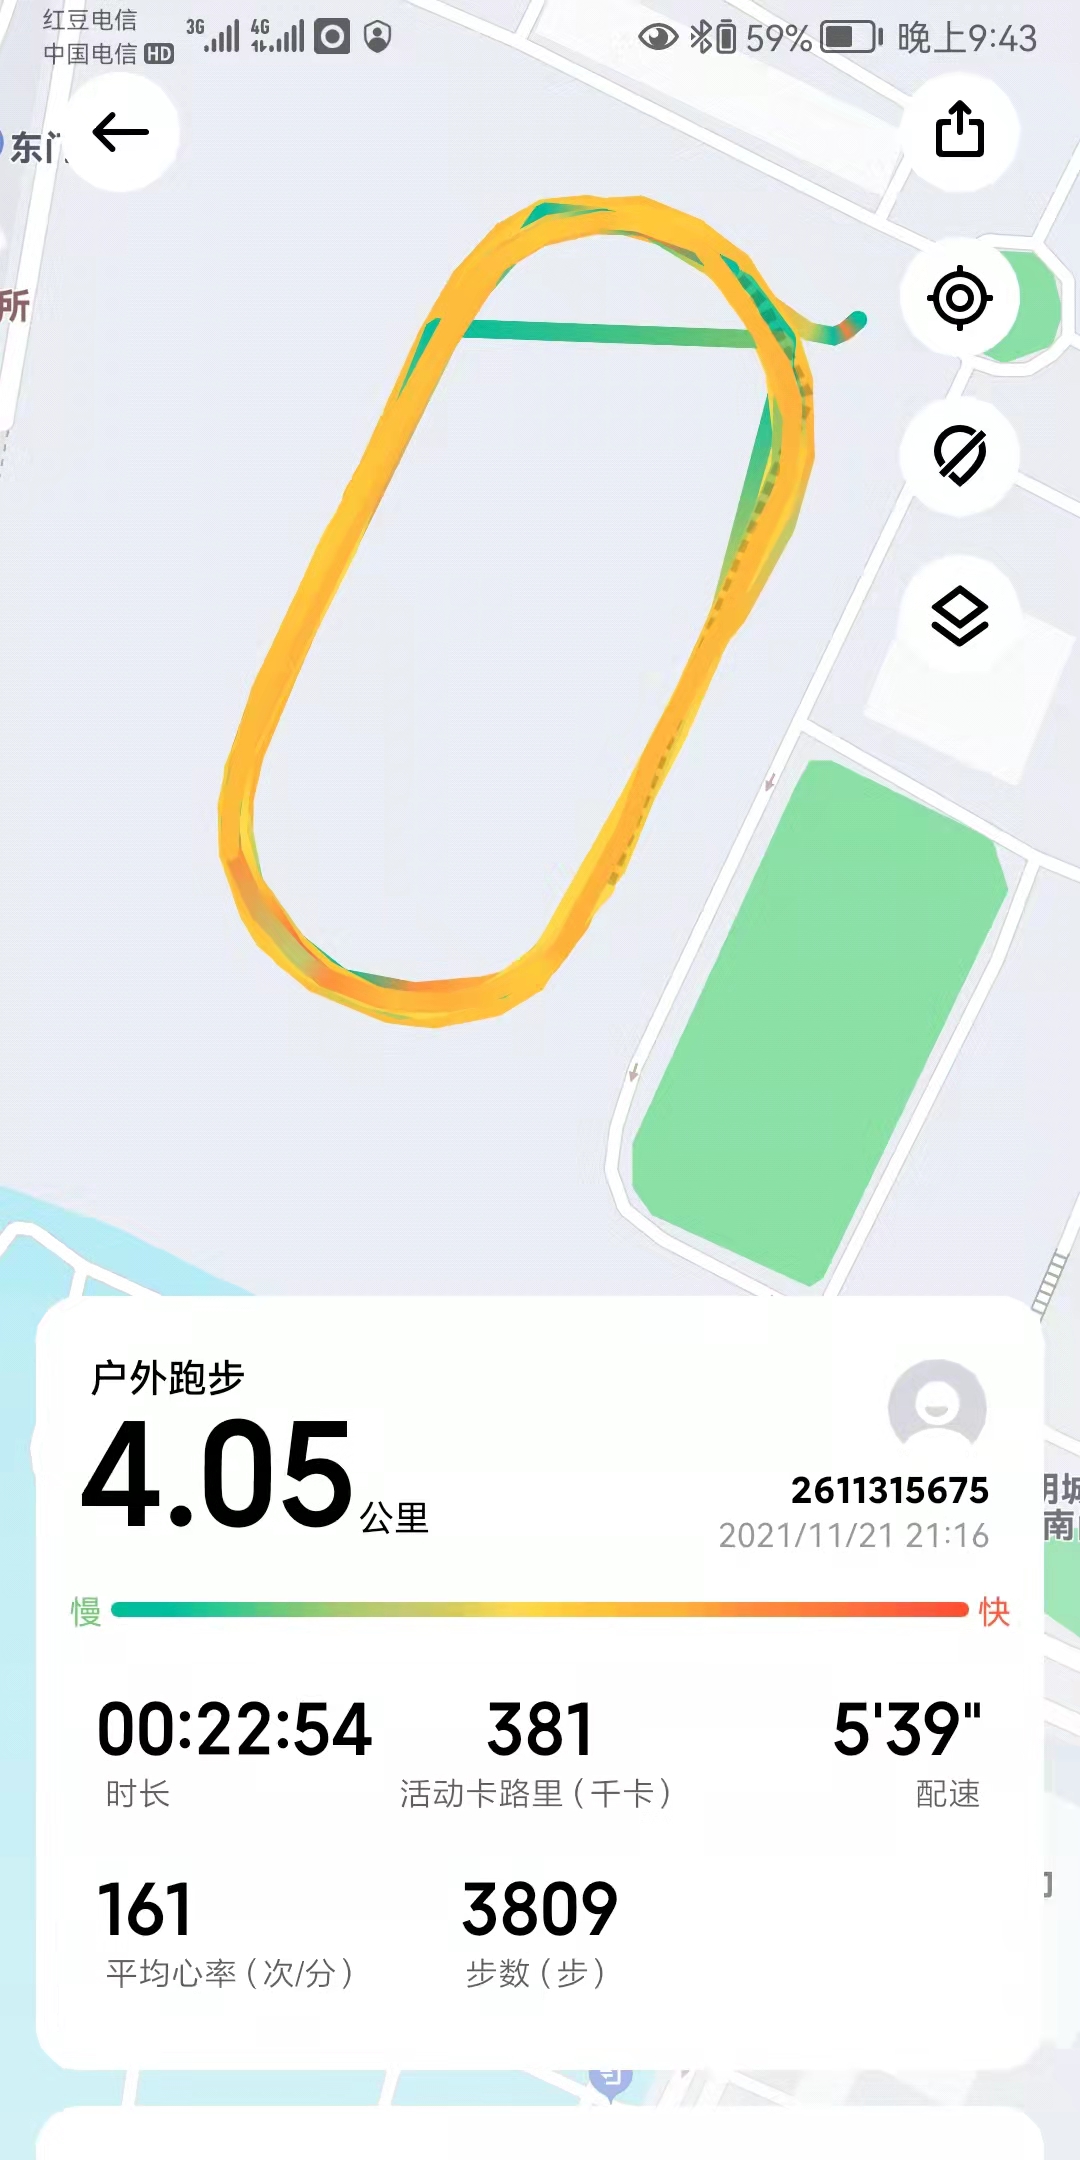 红豆电信
中国电信 HD
3G
4G
59%
晚上9:43
东门
所
户外跑步
4.05公里
2611315675
2021/11/21 21:16
南
慢
快
00:22:54
381
5'39"
时长
活动卡路里（千卡）
配速
161
3809
平均心率（次/分）
步数（步）